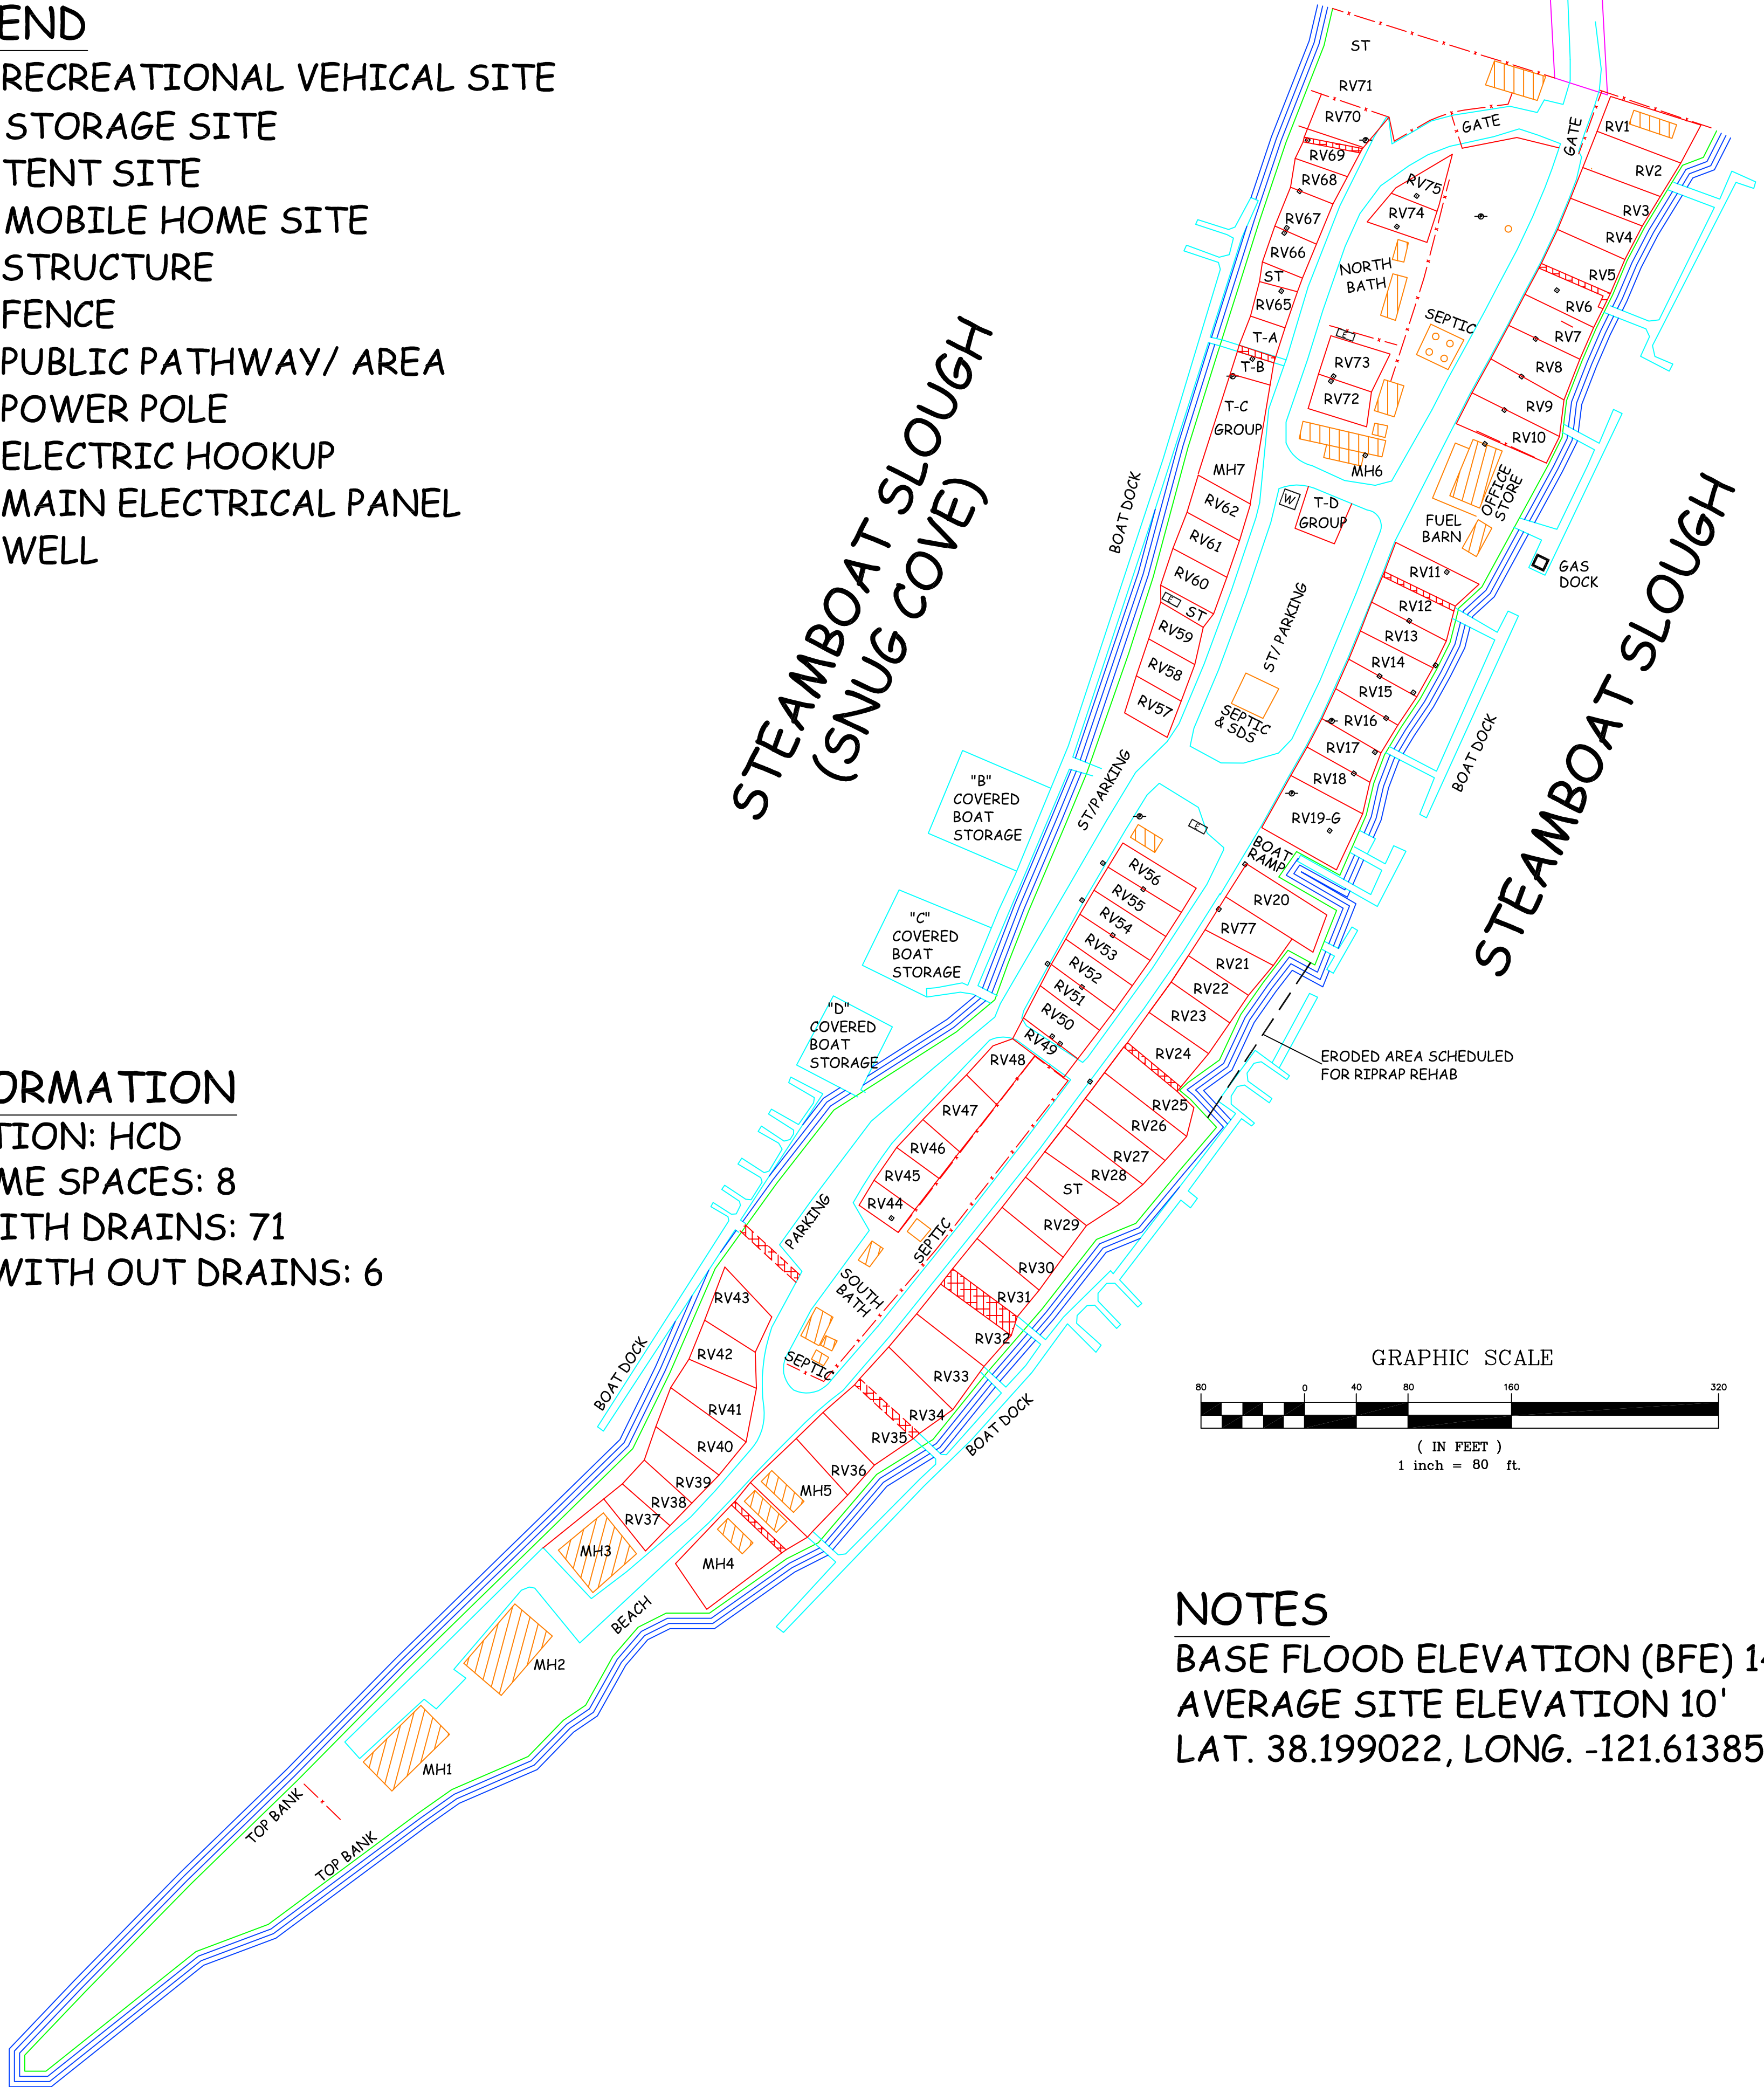 END
RECREATIONAL VEHICAL SITE
STORAGE SITE
TENT SITE
MOBILE HOME SITE
STRUCTURE
FENCE
PUBLIC PATHWAY/ AREA
POWER POLE
ELECTRIC HOOKUP
MAIN ELECTRICAL PANEL
WELL
ORMATION
TION: HCD
ME SPACES: 8
ITH DRAINS: 71
WITH OUT DRAINS: 6
STEAMBOAT SLOUGH
(SNUG COVE)
STEAMBOAT SLOUGH
ST
RV71
RV70
RV69
RV68
RV67
RV66
ST
RV65
T-A
T-B
T-C
GROUP
MH7
RV62
RV61
RV60
E
ST
RV59
RV58
RV57
GATE
GATE
RV75
RV74
NORTH
BATH
SEPTIC
E
RV73
RV72
MH6
W
T-D
GROUP
ST/ PARKING
SEPTIC
& SDS
RV1
RV2
RV3
RV4
RV5
RV6
RV7
RV8
RV9
RV10
OFFICE
STORE
FUEL
BARN
GAS
DOCK
RV11
RV12
RV13
RV14
RV15
RV16
RV17
RV18
RV19-G
BOAT
RAMP
BOAT DOCK
BOAT DOCK
ST/PARKING
"B"
COVERED
BOAT
STORAGE
"C"
COVERED
BOAT
STORAGE
"D"
COVERED
BOAT
STORAGE
E
RV56
RV55
RV54
RV53
RV52
RV51
RV50
RV49
RV48
RV47
RV46
RV45
RV44
RV20
RV77
RV21
RV22
RV23
RV24
RV25
RV26
RV27
RV28
ST
RV29
RV30
RV31
RV32
RV33
RV34
RV35
RV36
MH5
MH4
ERODED AREA SCHEDULED
FOR RIPRAP REHAB
PARKING
SEPTIC
SOUTH
BATH
SEPTIC
BOAT DOCK
BOAT DOCK
RV43
RV42
RV41
RV40
RV39
RV38
RV37
MH3
BEACH
MH2
MH1
TOP BANK
TOP BANK
GRAPHIC SCALE
80 0 40 80 160 320
( IN FEET )
1 inch = 80 ft.
NOTES
BASE FLOOD ELEVATION (BFE)
AVERAGE SITE ELEVATION 10'
LAT. 38.199022, LONG. -121.61385